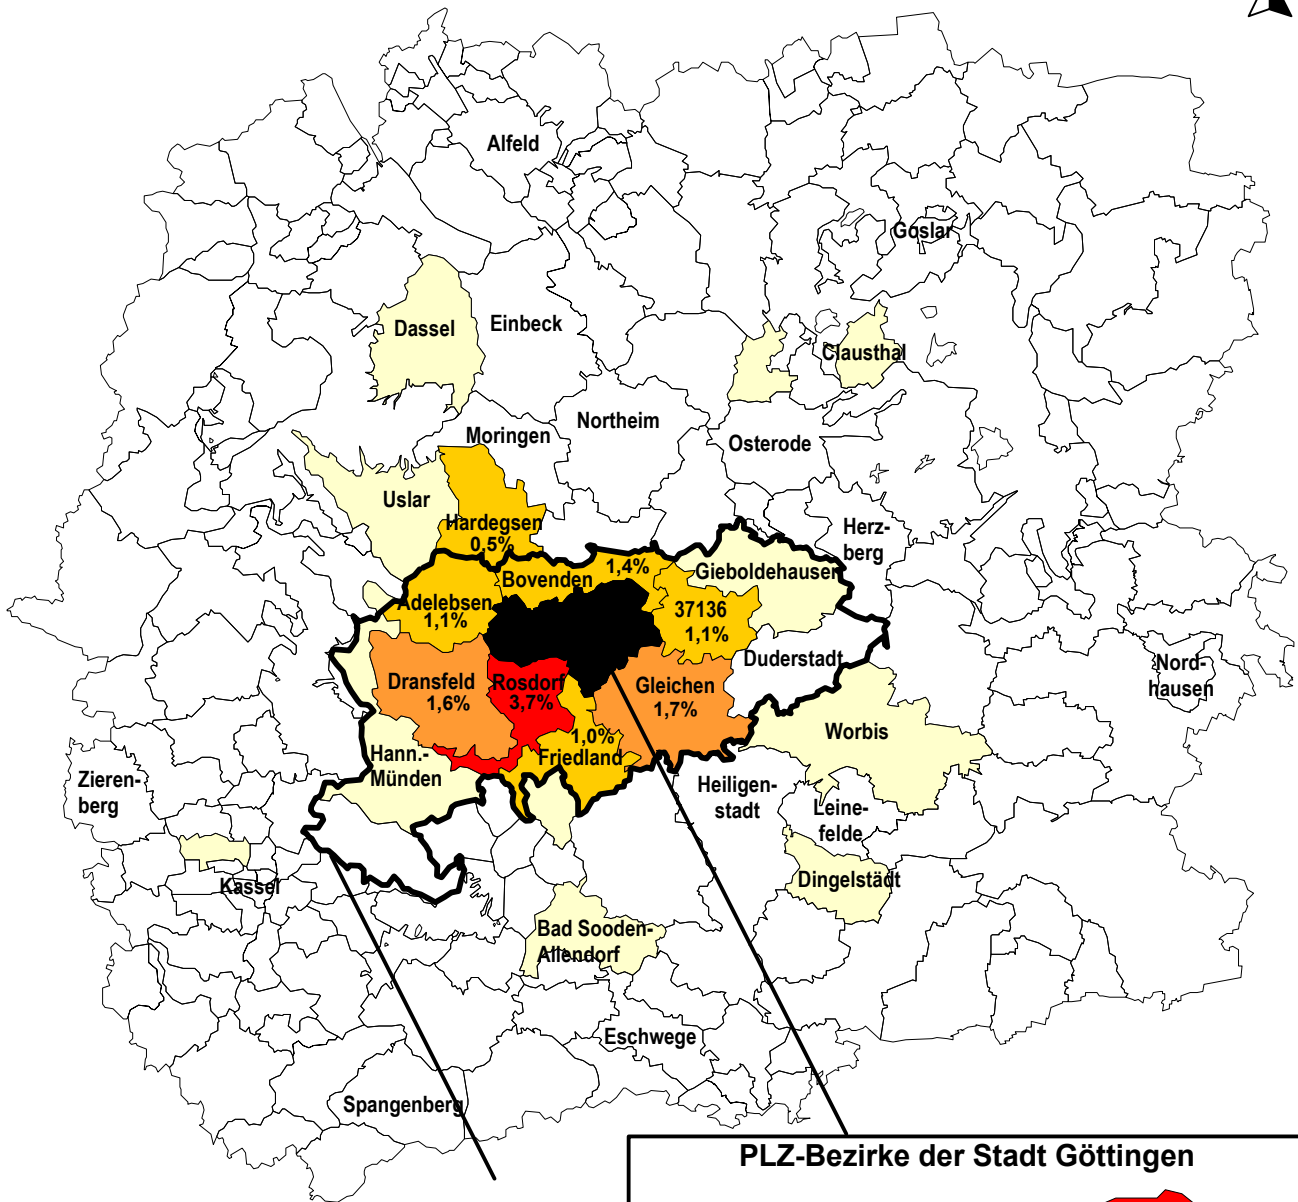 Alfeld
Goslar
Dassel
Einbeck
Clausthal
Northeim
Moringen
Osterode
Uslar
Hardegsen
0,5%
Herz-
berg
Bovenden
1,4%
Gieboldehausen
Adelebsen
1,1%
37136
1,1%
Duderstadt
Nord-
hausen
Dransfeld
1,6%
Rosdorf
3,7%
Gleichen
1,7%
1,0%
Friedland
Worbis
Hann.-
Münden
Zieren-
berg
Heiligen-
stadt
Leine-
felde
Kassel
Dingelstädt
Bad Sooden-
Allendorf
Eschwege
Spangenberg
PLZ-Bezirke der Stadt Göttingen